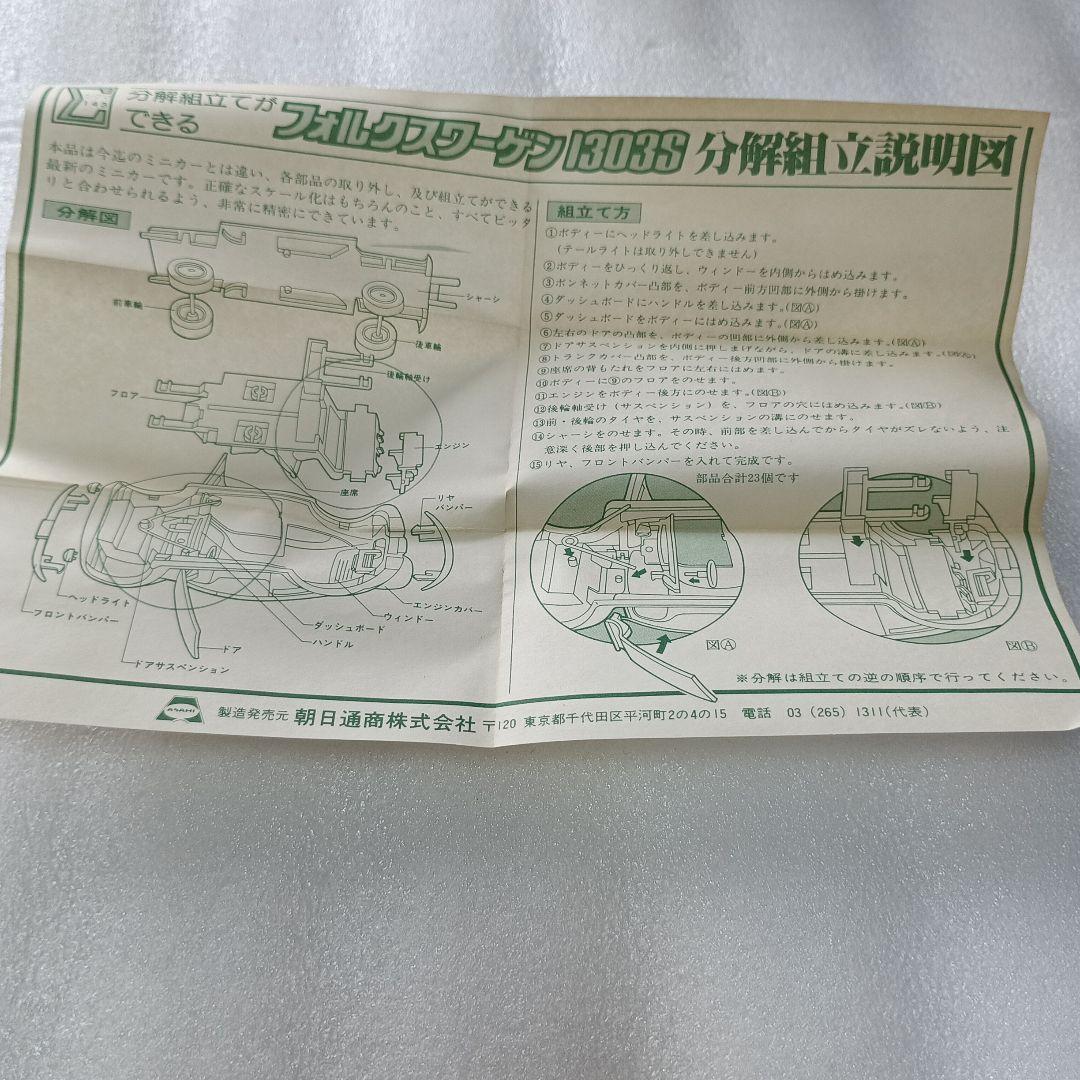 Σ
143
分解組立てが
できる
フォルクスワーゲン1303S 分解組立説明図
本品は今迄のミニカーとは違い、各部品の取り外し、及び組立てができる
最新のミニカーです。正確なスケール化はもちろんのこと、すべてピッタ
リと合わせられるよう、非常に精密にできています。
分解図
シャーシ
前車輪
後車輪
後輪軸受け
フロア
エンジン
座席
リヤ
バンパー
ヘッドライト
フロントバンパー
エンジンカバー
ウィンドー
ダッシュボード
ハンドル
ドア
ドアサスペンション
組立て方
①ボディーにヘッドライトを差し込みます。
(テールライトは取り外しできません)
②ボディーをひっくり返し、ウィンドーを内側からはめ込みます。
③ボンネットカバー凸部を、ボディー前方凹部に外側から掛けます。
④ダッシュボードにハンドルを差し込みます。(図Ⓐ)
⑤ダッシュボードをボディーにはめ込みます。(図Ⓐ)
⑥左右のドアの凸部を、ボディーの凹部に外側から差し込みます。(図Ⓐ)
⑦ドアサスペンションを内側に押しまげながら、ドアの溝に差し込みます。(図Ⓐ)
⑧トランクカバー凸部を、ボディー後方凹部に外側から掛けます。
⑨座席の背もたれをフロアに左右にはめます。
⑩ボディーに⑨のフロアをのせます。
⑪エンジンをボディー後方にのせます。(図Ⓑ)
⑫後輪軸受け(サスペンション)を、フロアの穴にはめ込みます。(図Ⓑ)
⑬前・後輪のタイヤを、サスペンションの溝にのせます。
⑭シャーシをのせます。その時、前部を差し込んでからタイヤがズレないよう、注
意深く後部を押し込んでください。
⑮リヤ、フロントバンパーを入れて完成です。
部品合計23個です
図Ⓐ
図Ⓑ
※分解は組立ての逆の順序で行ってください。
ASAHI
製造発売元 朝日通商株式会社 〒120 東京都千代田区平河町2の4の15 電話 03 (265) 1311(代表)